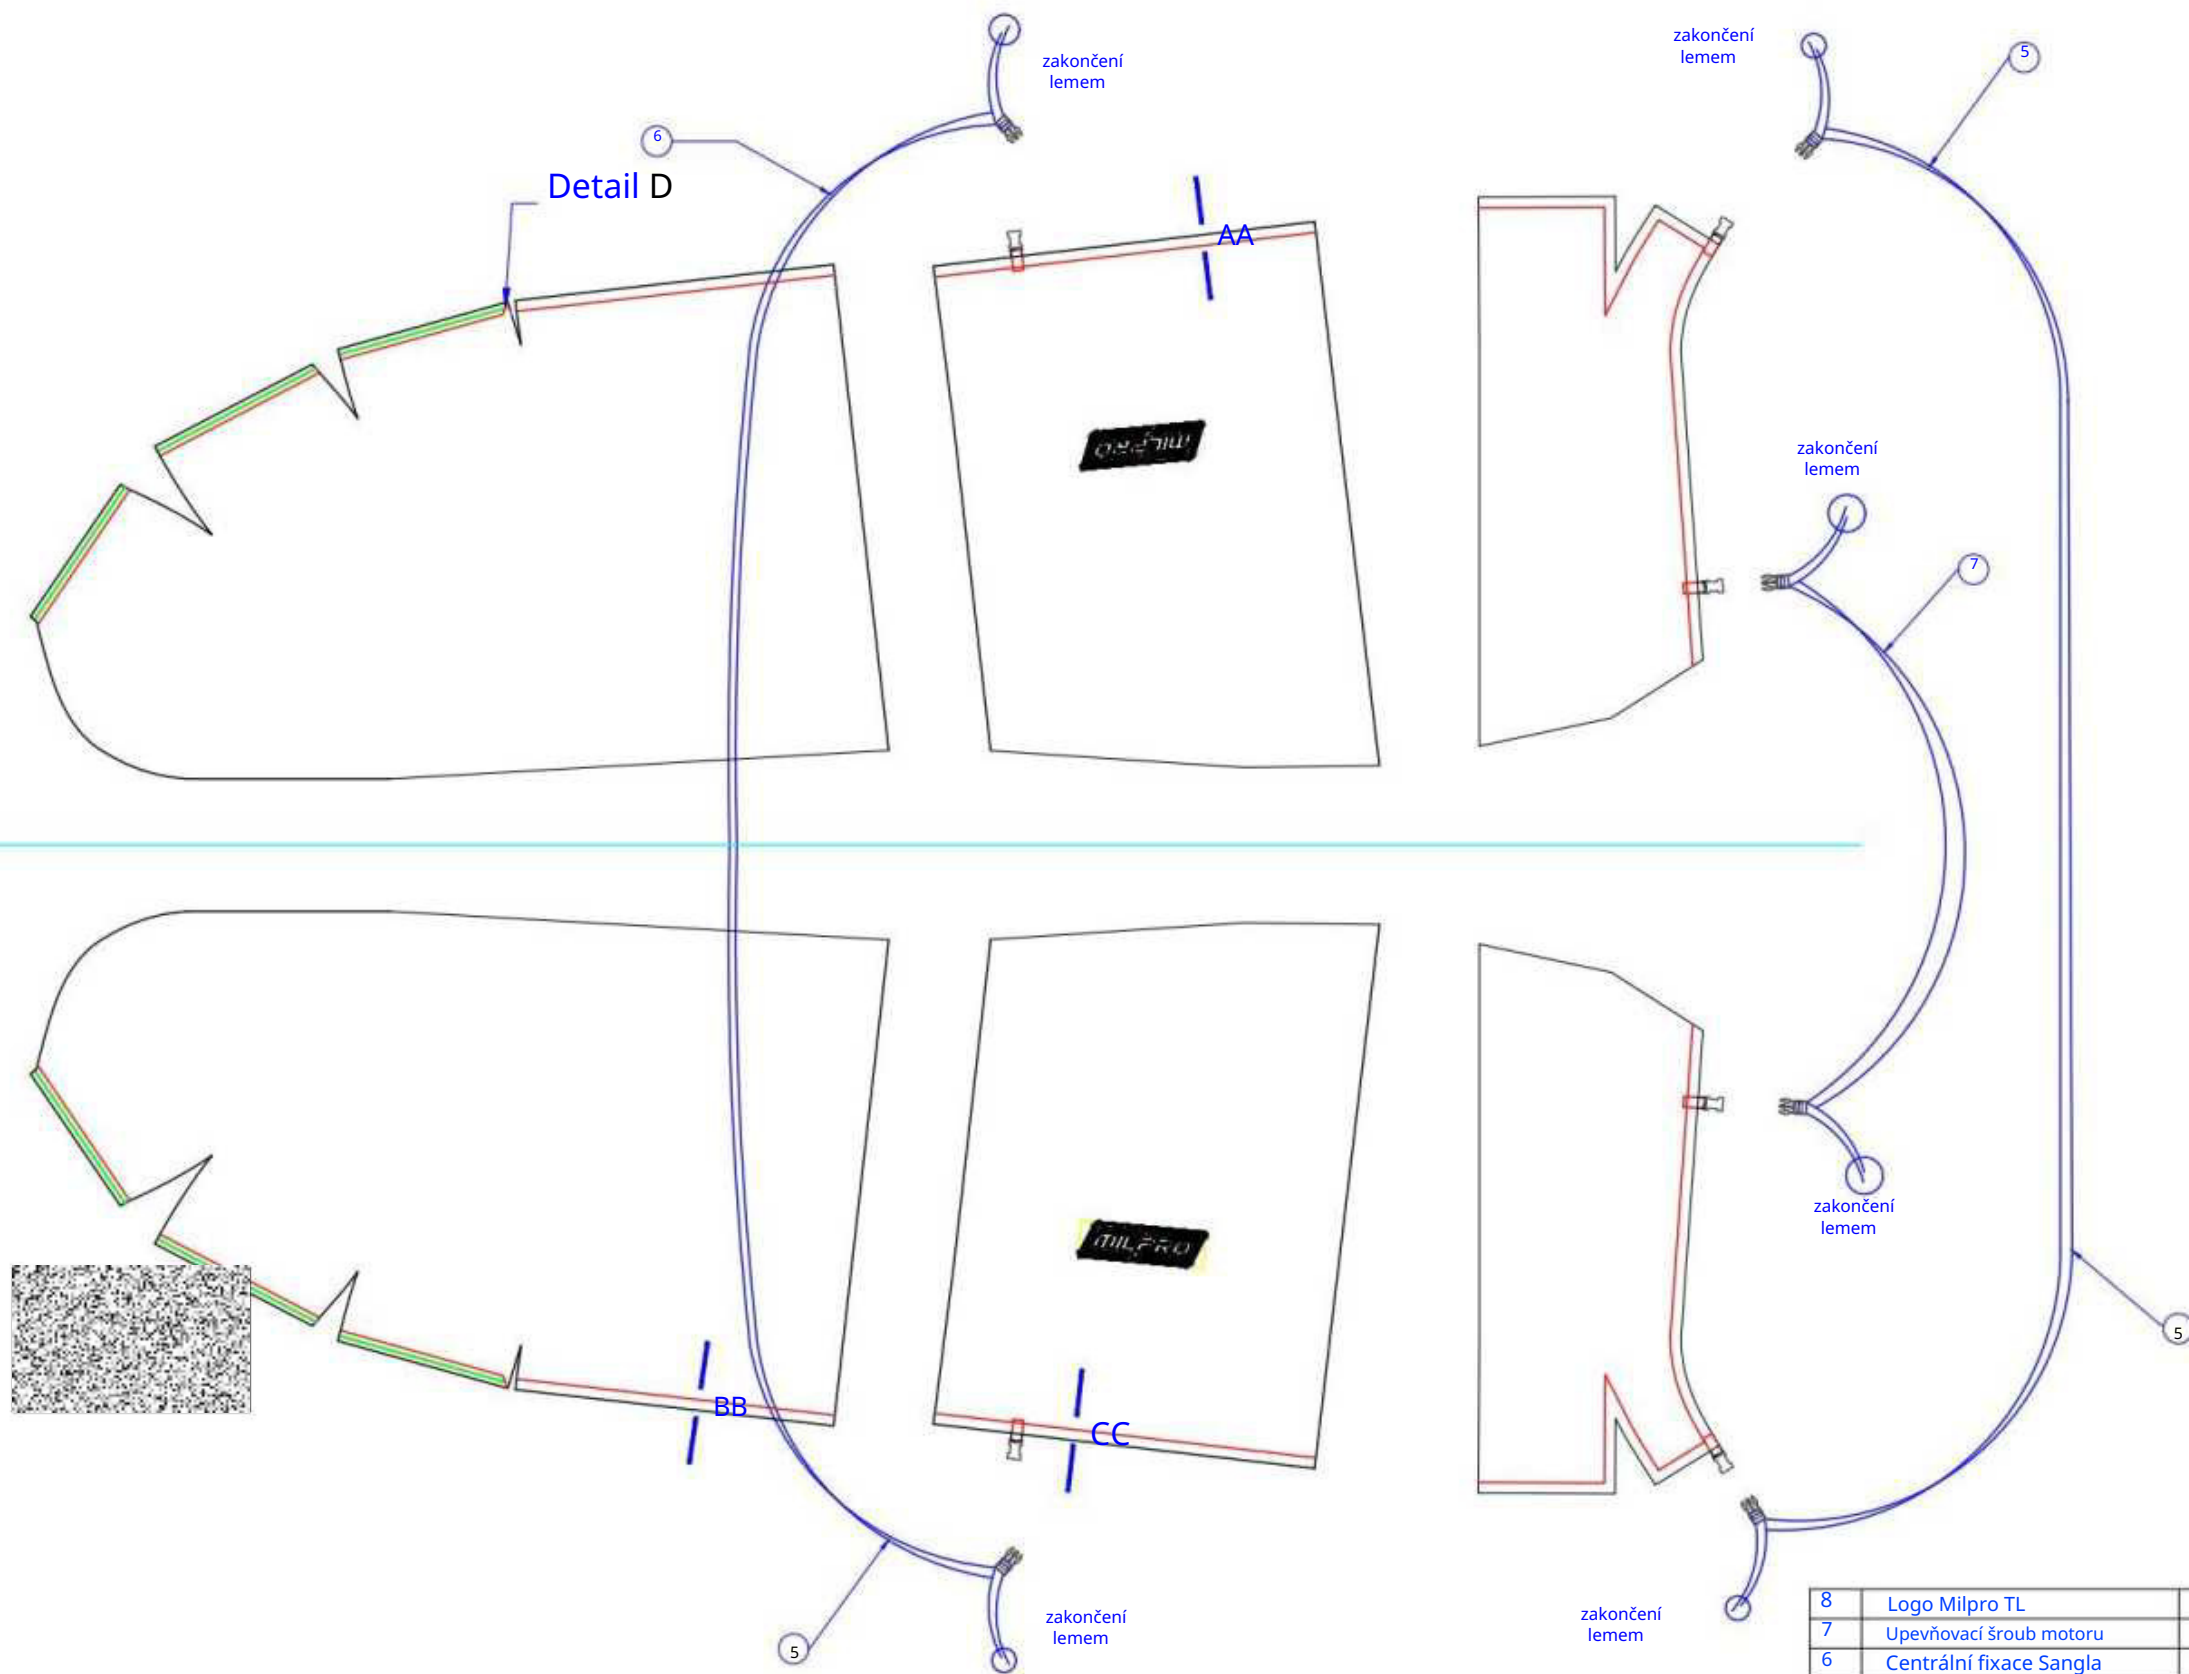 zakončení
lemem
zakončení
lemem
5
6
Detail D
AA
MILPRO
zakončení
lemem
7
zakončení
lemem
MILPRO
5
BB
CC
zakončení
lemem
5
zakončení
lemem
8 Logo Milpro TL
7 Upevňovací šroub motoru
6 Centrální fixace Sangla